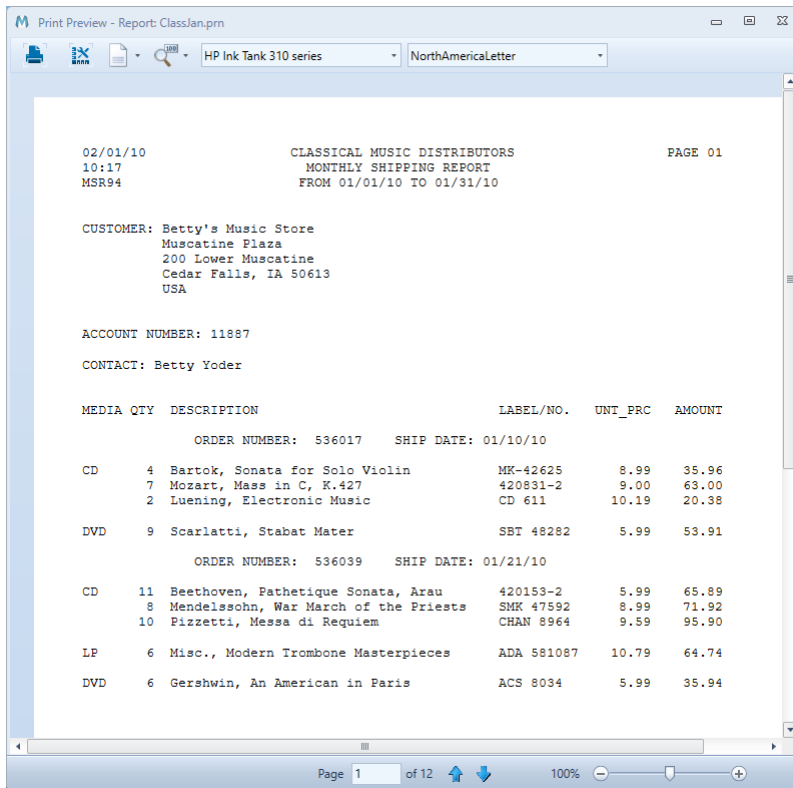 Print Preview - Report: ClassJan.prn
100 HP Ink Tank 310 series NorthAmericaLetter
02/01/10 CLASSICAL MUSIC DISTRIBUTORS PAGE 01
10:17 MONTHLY SHIPPING REPORT
MSR94 FROM 01/01/10 TO 01/31/10
CUSTOMER: Betty's Music Store
Muscatine Plaza
200 Lower Muscatine
Cedar Falls, IA 50613
USA
ACCOUNT NUMBER: 11887
CONTACT: Betty Yoder
MEDIA QTY DESCRIPTION LABEL/NO. UNT_PRC AMOUNT
ORDER NUMBER: 536017 SHIP DATE: 01/10/10
CD 4 Bartok, Sonata for Solo Violin MK-42625 8.99 35.96
7 Mozart, Mass in C, K.427 420831-2 9.00 63.00
2 Luening, Electronic Music CD 611 10.19 20.38
DVD 9 Scarlatti, Stabat Mater SBT 48282 5.99 53.91
ORDER NUMBER: 536039 SHIP DATE: 01/21/10
CD 11 Beethoven, Pathetique Sonata, Arau 420153-2 5.99 65.89
8 Mendelssohn, War March of the Priests SMK 47592 8.99 71.92
10 Pizzetti, Messa di Requiem CHAN 8964 9.59 95.90
LP 6 Misc., Modern Trombone Masterpieces ADA 581087 10.79 64.74
DVD 6 Gershwin, An American in Paris ACS 8034 5.99 35.94
Page 1 of 12 100%